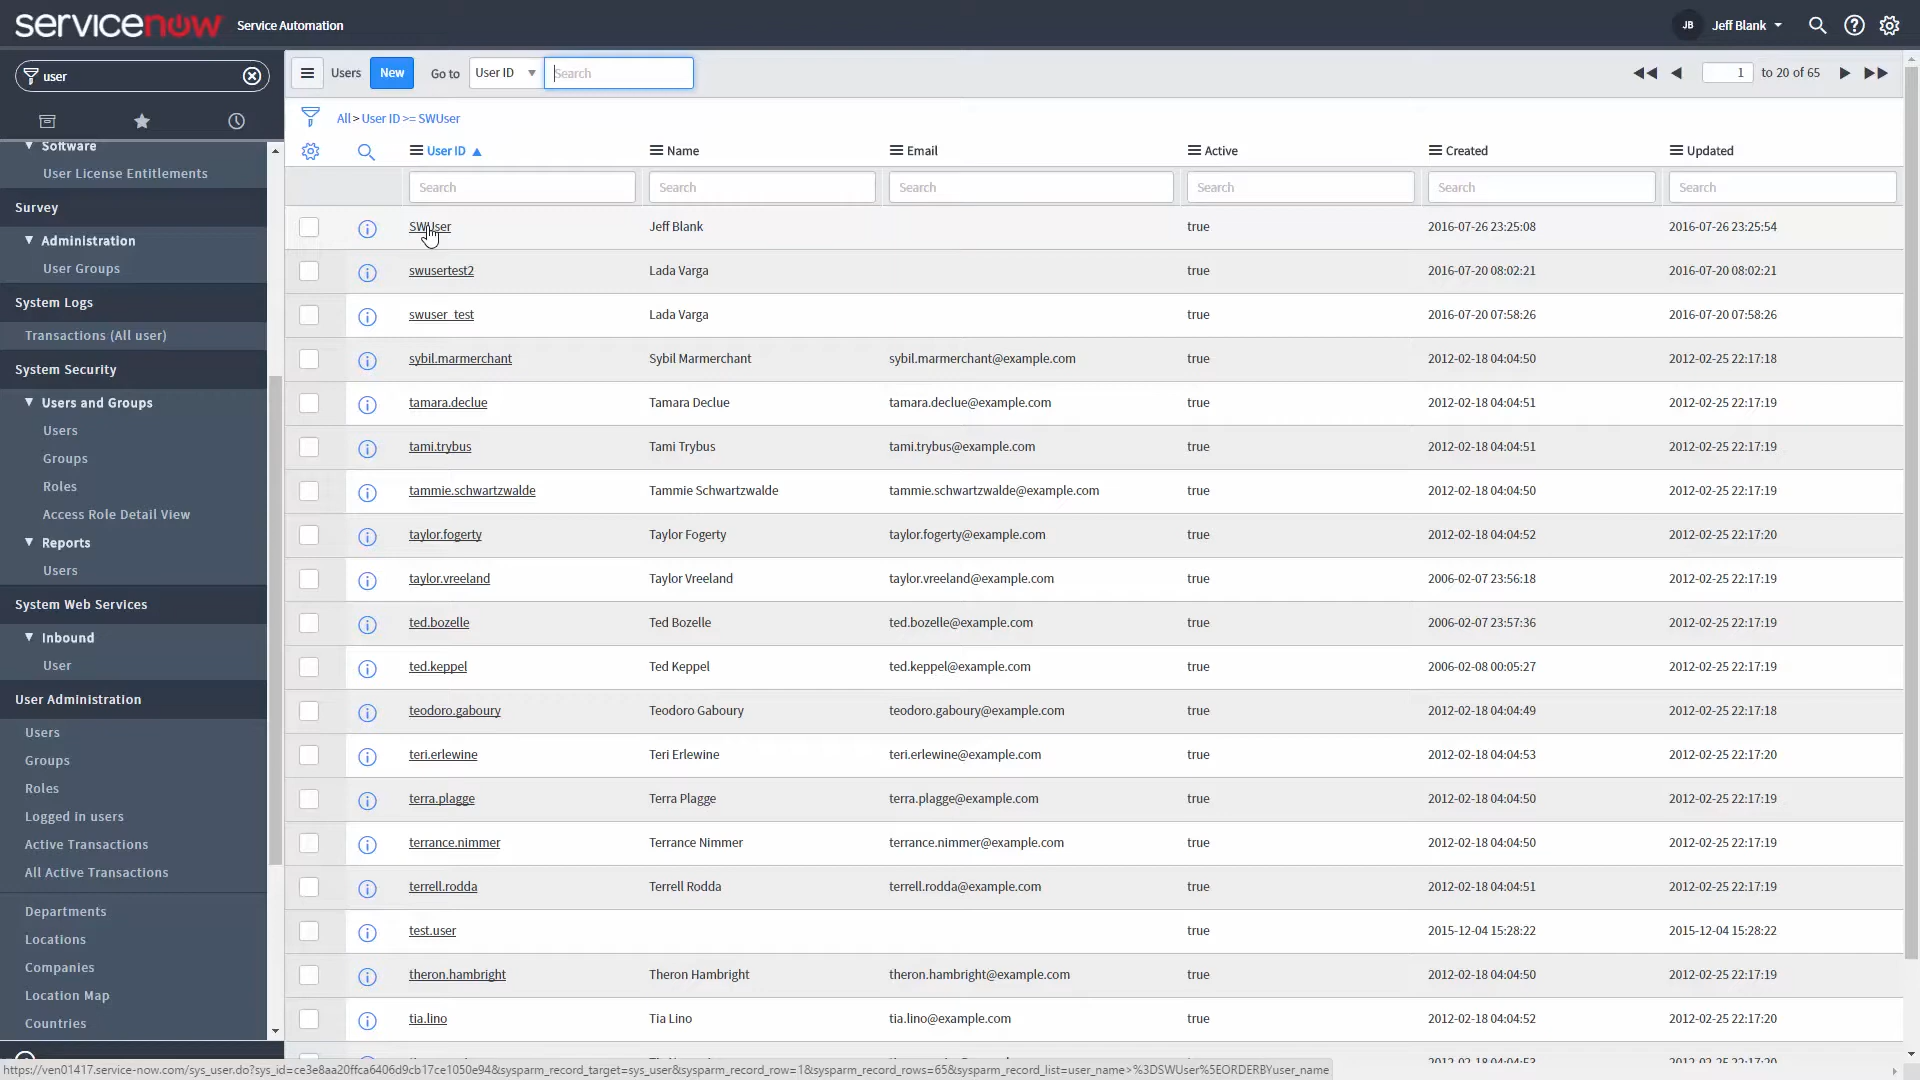 servicenow Service Automation
JB Jeff Blank
user
Users New Go to User ID Search 1 to 20 of 65
All > User ID >= SWUser
User ID Name Email Active Created Updated
Search Search Search Search Search Search
SWUser Jeff Blank true 2016-07-26 23:25:08 2016-07-26 23:25:54
swusertest2 Lada Varga true 2016-07-20 08:02:21 2016-07-20 08:02:21
swuser_test Lada Varga true 2016-07-20 07:58:26 2016-07-20 07:58:26
sybil.marmerchant Sybil Marmerchant sybil.marmerchant@example.com true 2012-02-18 04:04:50 2012-02-25 22:17:18
tamara.declue Tamara Declue tamara.declue@example.com true 2012-02-18 04:04:51 2012-02-25 22:17:19
tami.trybus Tami Trybus tami.trybus@example.com true 2012-02-18 04:04:51 2012-02-25 22:17:19
tammie.schwartzwalde Tammie Schwartzwalde tammie.schwartzwalde@example.com true 2012-02-18 04:04:50 2012-02-25 22:17:19
taylor.fogerty Taylor Fogerty taylor.fogerty@example.com true 2012-02-18 04:04:52 2012-02-25 22:17:20
taylor.vreeland Taylor Vreeland taylor.vreeland@example.com true 2006-02-07 23:56:18 2012-02-25 22:17:19
ted.bozelle Ted Bozelle ted.bozelle@example.com true 2006-02-07 23:57:36 2012-02-25 22:17:19
ted.keppel Ted Keppel ted.keppel@example.com true 2006-02-08 00:05:27 2012-02-25 22:17:19
teodoro.gaboury Teodoro Gaboury teodoro.gaboury@example.com true 2012-02-18 04:04:49 2012-02-25 22:17:18
teri.erlewine Teri Erlewine teri.erlewine@example.com true 2012-02-18 04:04:53 2012-02-25 22:17:20
terra.plagge Terra Plagge terra.plagge@example.com true 2012-02-18 04:04:50 2012-02-25 22:17:19
terrance.nimmer Terrance Nimmer terrance.nimmer@example.com true 2012-02-18 04:04:50 2012-02-25 22:17:19
terrell.rodda Terrell Rodda terrell.rodda@example.com true 2012-02-18 04:04:51 2012-02-25 22:17:19
test.user true 2015-12-04 15:28:22 2015-12-04 15:28:22
theron.hambright Theron Hambright theron.hambright@example.com true 2012-02-18 04:04:50 2012-02-25 22:17:19
tia.lino Tia Lino tia.lino@example.com true 2012-02-18 04:04:52 2012-02-25 22:17:20
Software
User License Entitlements
Survey
Administration
User Groups
System Logs
Transactions (All user)
System Security
Users and Groups
Users
Groups
Roles
Access Role Detail View
Reports
Users
System Web Services
Inbound
User
User Administration
Users
Groups
Roles
Logged in users
Active Transactions
All Active Transactions
Departments
Locations
Companies
Location Map
Countries
https://ven01417.service-now.com/sys_user.do?sys_id=ce3e8aa20ffca6406d9cb17ce1050e94&sysparm_record_target=sys_user&sysparm_record_row=1&sysparm_record_rows=65&sysparm_record_list=user_name>%3DSWUser%5EORDERBYuser_name